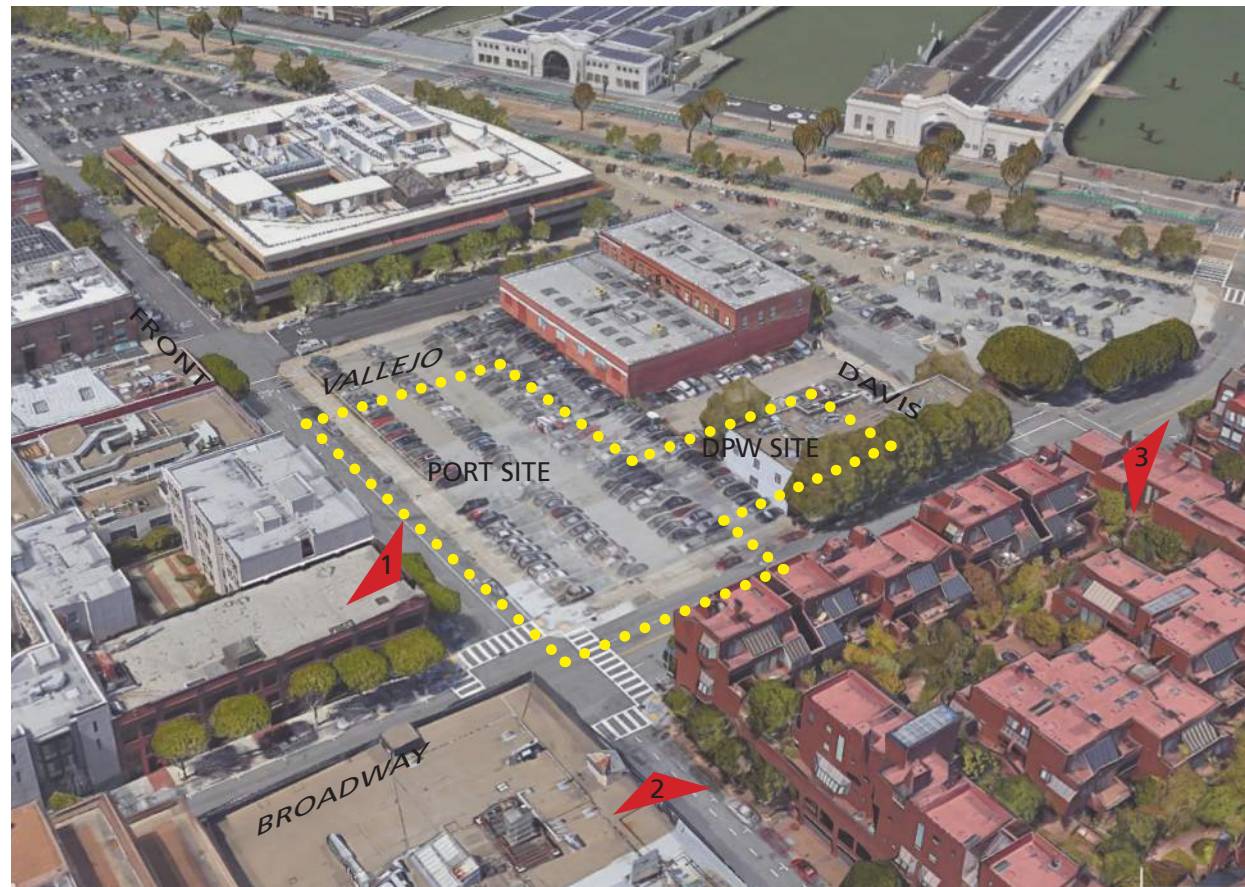 FRONT
VALLEJO
DAVIS
PORT SITE
DPW SITE
3
1
2
BROADWAY